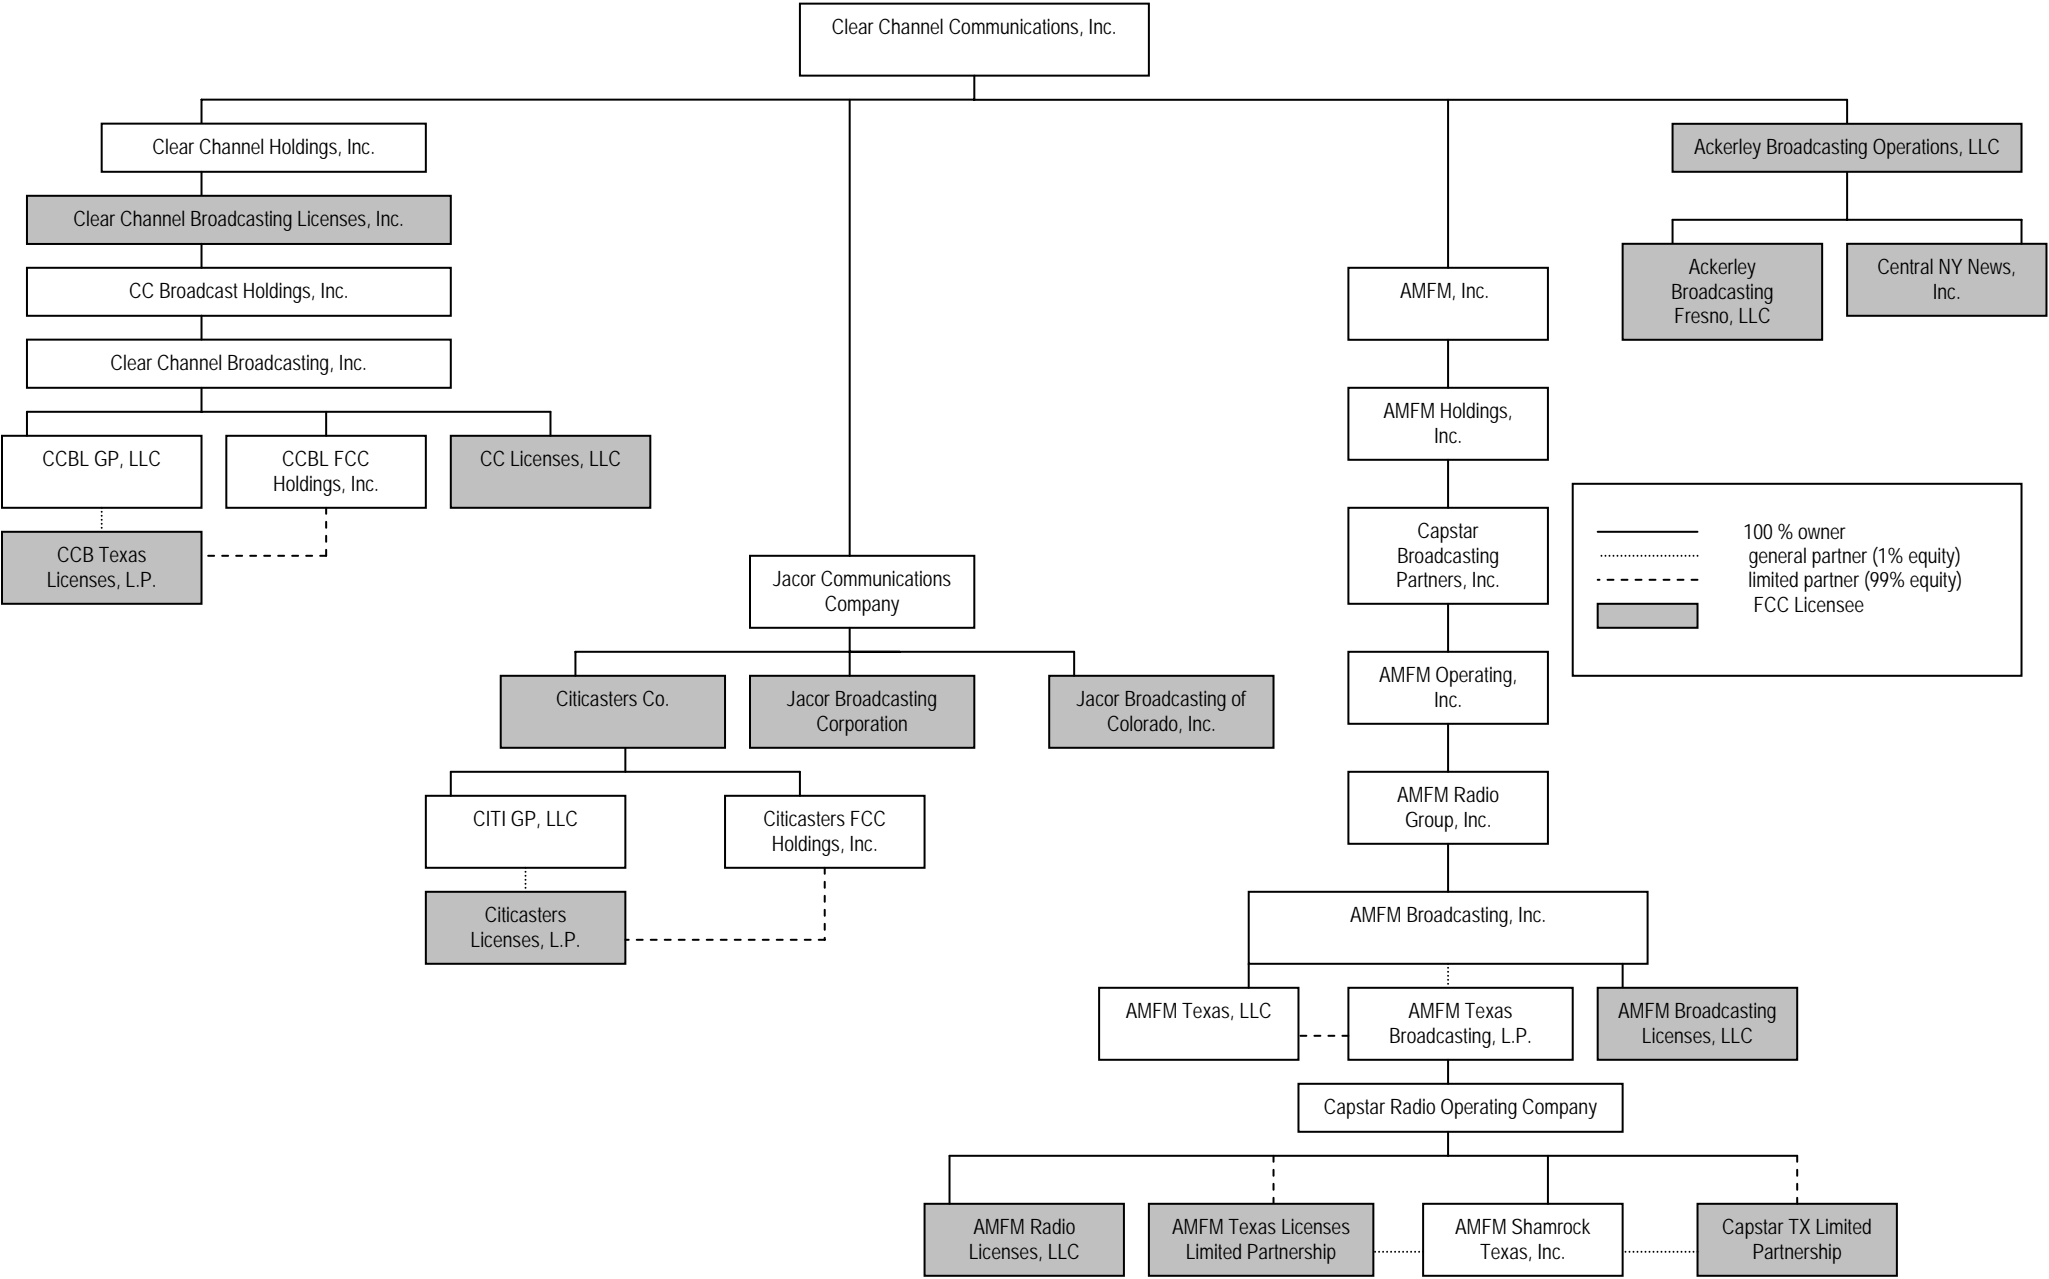 Clear Channel Communications, Inc.
Clear Channel Holdings, Inc.
Clear Channel Broadcasting Licenses, Inc.
CC Broadcast Holdings, Inc.
Clear Channel Broadcasting, Inc.
CCBL GP, LLC
CCBL FCC
Holdings, Inc.
CC Licenses, LLC
CCB Texas
Licenses, L.P.
Jacor Communications
Company
Citicasters Co.
Jacor Broadcasting
Corporation
Jacor Broadcasting of
Colorado, Inc.
CITI GP, LLC
Citicasters FCC
Holdings, Inc.
Citicasters
Licenses, L.P.
AMFM, Inc.
AMFM Holdings,
Inc.
Capstar
Broadcasting
Partners, Inc.
AMFM Operating,
Inc.
AMFM Radio
Group, Inc.
AMFM Broadcasting, Inc.
AMFM Texas, LLC
AMFM Texas
Broadcasting, L.P.
AMFM Broadcasting
Licenses, LLC
Capstar Radio Operating Company
AMFM Radio
Licenses, LLC
AMFM Texas Licenses
Limited Partnership
AMFM Shamrock
Texas, Inc.
Capstar TX Limited
Partnership
Ackerley Broadcasting Operations, LLC
Ackerley
Broadcasting
Fresno, LLC
Central NY News,
Inc.
100 % owner
general partner (1% equity)
limited partner (99% equity)
FCC Licensee